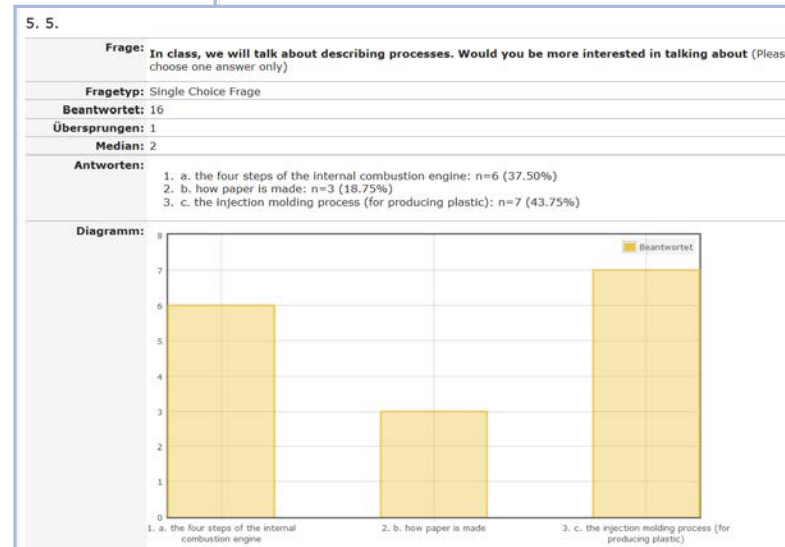 5. 5.
Frage: In class, we will talk about describing processes. Would you be more interested in talking about (Pleas
choose one answer only)
Fragetyp: Single Choice Frage
Beantwortet: 16
Übersprungen: 1
Median: 2
Antworten:
1. a. the four steps of the internal combustion engine: n=6 (37.50%)
2. b. how paper is made: n=3 (18.75%)
3. c. the injection molding process (for producing plastic): n=7 (43.75%)
Diagramm:
8
Beantwortet
7
6
5
4
3
2
1
0
1. a. the four steps of the internal
combustion engine
2. b. how paper is made
3. c. the injection molding process (for
producing plastic)